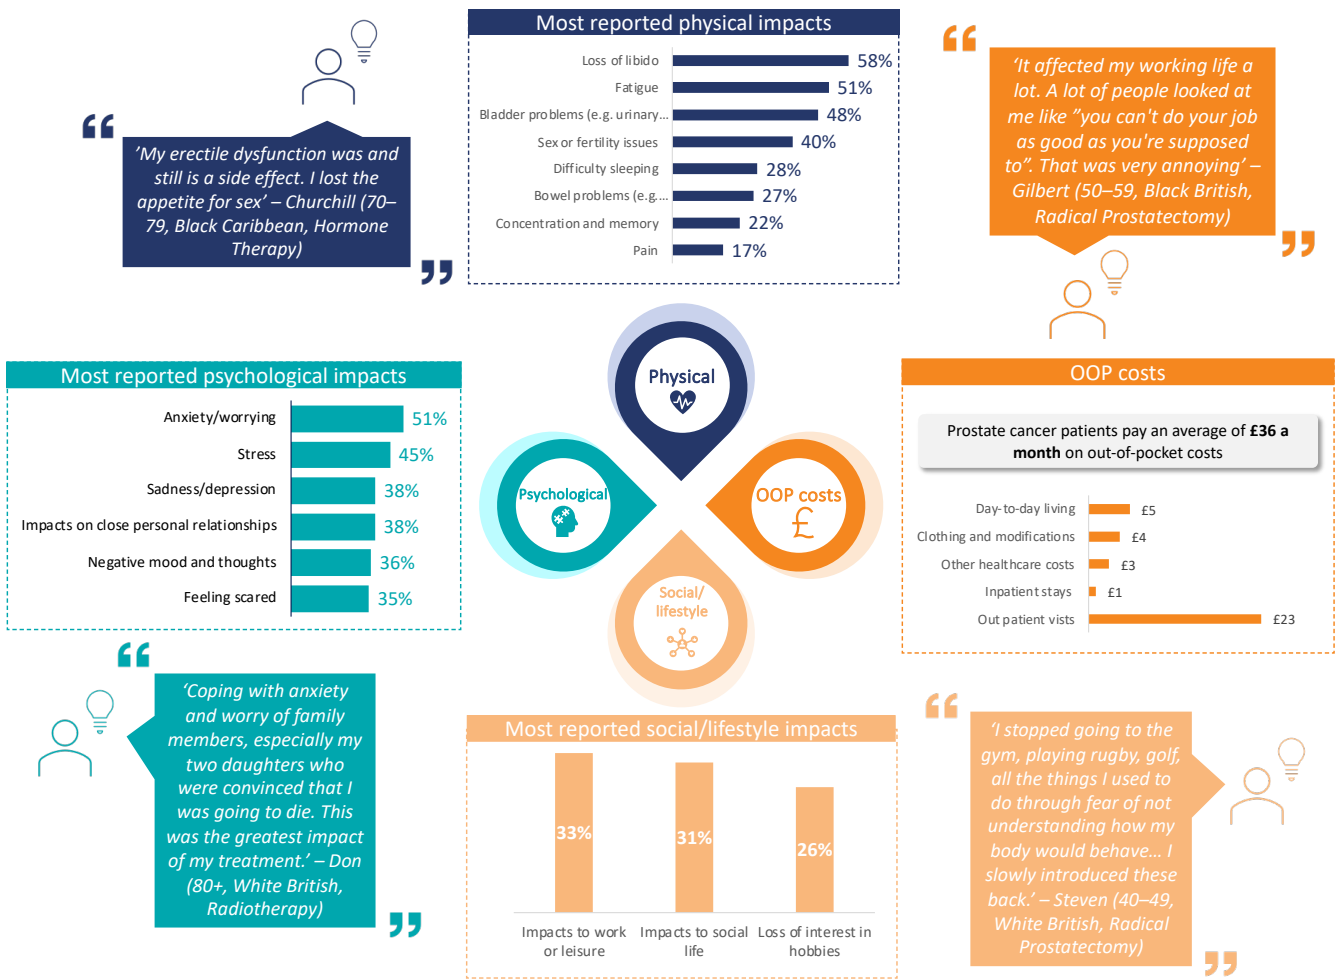 Most reported physical impacts
Loss of libido
58%
Fatigue
51%
Bladder problems (e.g. urinary...
48%
Sex or fertility issues
40%
Difficulty sleeping
28%
Bowel problems (e.g....
27%
Concentration and memory
22%
Pain
17%
“
’My erectile dysfunction was and
still is a side effect. I lost the
appetite for sex’ – Churchill (70–
79, Black Caribbean, Hormone
Therapy)
”
“
‘It affected my working life a
lot. A lot of people looked at
me like ”you can't do your job
as good as you're supposed
to”. That was very annoying’ –
Gilbert (50–59, Black British,
Radical Prostatectomy)
”
Most reported psychological impacts
Anxiety/worrying
51%
Stress
45%
Sadness/depression
38%
Impacts on close personal relationships
38%
Negative mood and thoughts
36%
Feeling scared
35%
Physical
Psychological
OOP costs
£
Social/
lifestyle
OOP costs
Prostate cancer patients pay an average of £36 a
month on out-of-pocket costs
Day-to-day living
£5
Clothing and modifications
£4
Other healthcare costs
£3
Inpatient stays
£1
Out patient vists
£23
“
‘Coping with anxiety
and worry of family
members, especially my
two daughters who
were convinced that I
was going to die. This
was the greatest impact
of my treatment.’ – Don
(80+, White British,
Radiotherapy)
”
Most reported social/lifestyle impacts
33%
31%
26%
Impacts to work
or leisure
Impacts to social
life
Loss of interest in
hobbies
“
‘I stopped going to the
gym, playing rugby, golf,
all the things I used to
do through fear of not
understanding how my
body would behave... I
slowly introduced these
back.’ – Steven (40–49,
White British, Radical
Prostatectomy)
”